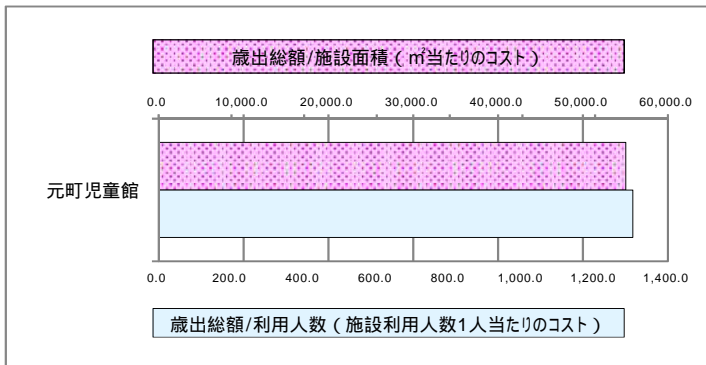 歳出総額/施設面積（㎡当たりのコスト）
0.0 10,000.0 20,000.0 30,000.0 40,000.0 50,000.0 60,000.0
元町児童館
0.0 200.0 400.0 600.0 800.0 1,000.0 1,200.0 1,400.0
歳出総額/利用人数（施設利用人数1人当たりのコスト）